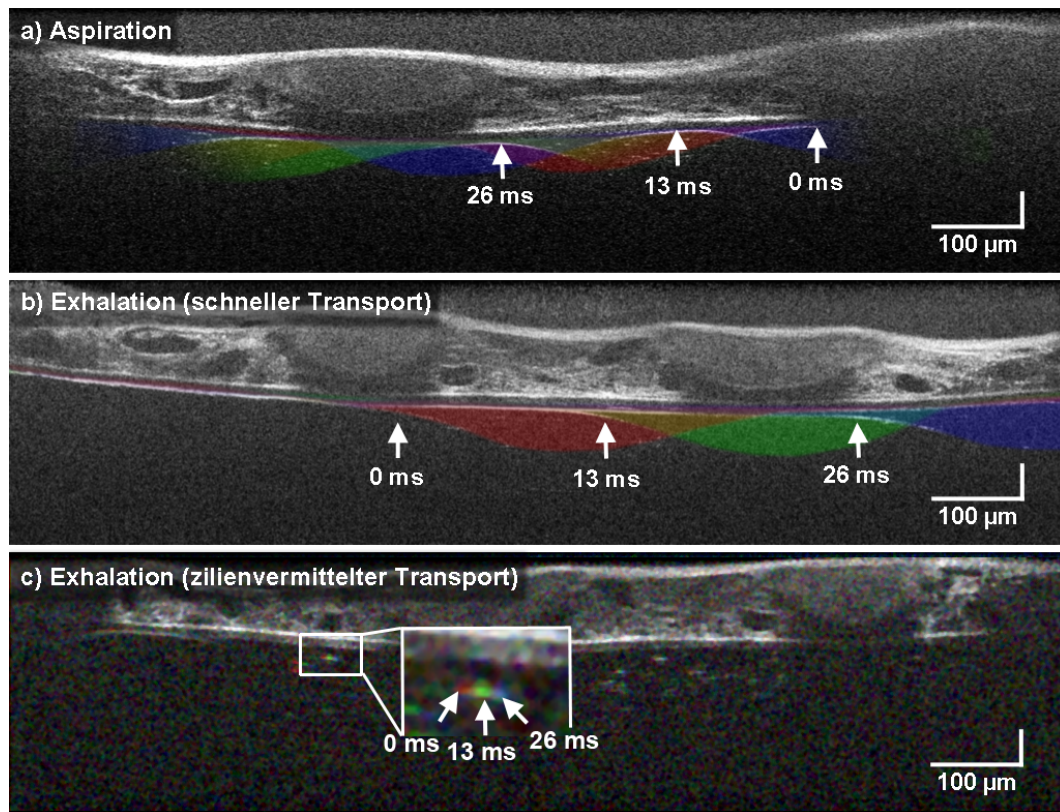 a) Aspiration
26 ms
13 ms
0 ms
100 µm
b) Exhalation (schneller Transport)
0 ms
13 ms
26 ms
100 µm
c) Exhalation (zilienvermittelter Transport)
0 ms
13 ms
26 ms
100 µm